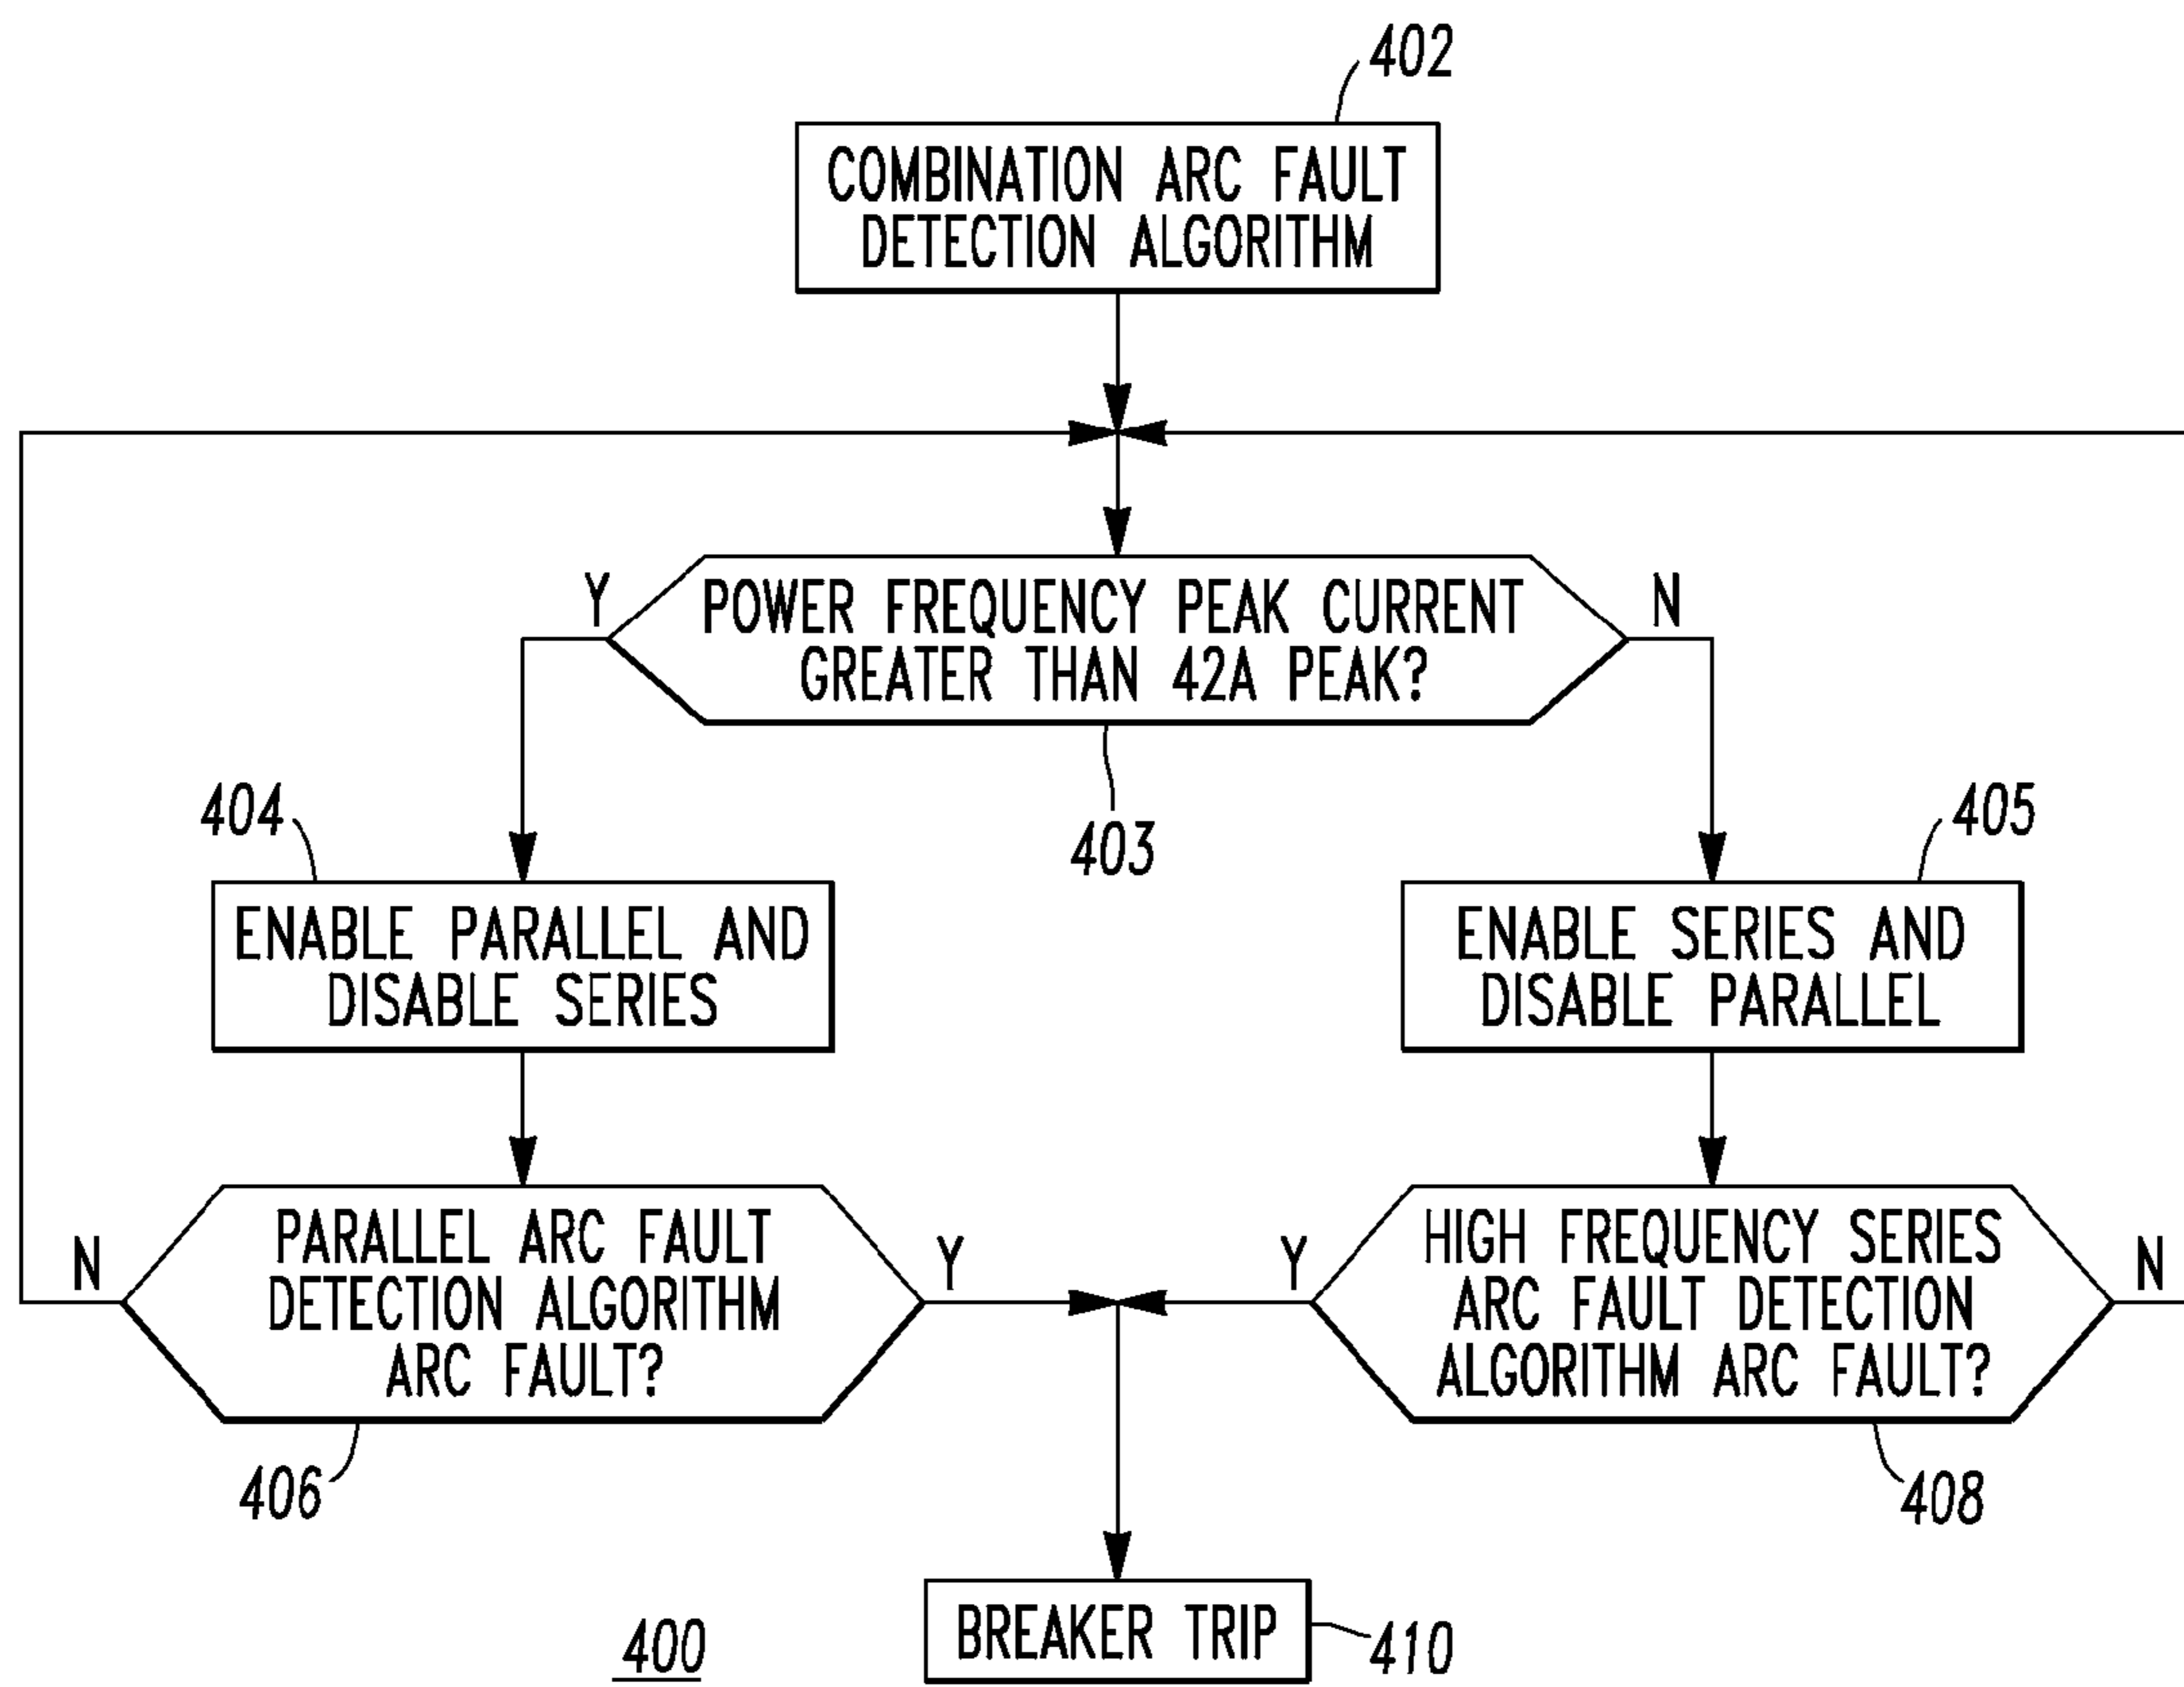 402
COMBINATION ARC FAULT
DETECTION ALGORITHM
Y
POWER FREQUENCY PEAK CURRENT
GREATER THAN 42A PEAK?
N
403
404
ENABLE PARALLEL AND
DISABLE SERIES
405
ENABLE SERIES AND
DISABLE PARALLEL
N
PARALLEL ARC FAULT
DETECTION ALGORITHM
ARC FAULT?
Y
406
Y
HIGH FREQUENCY SERIES
ARC FAULT DETECTION
ALGORITHM ARC FAULT?
N
408
400
BREAKER TRIP
410